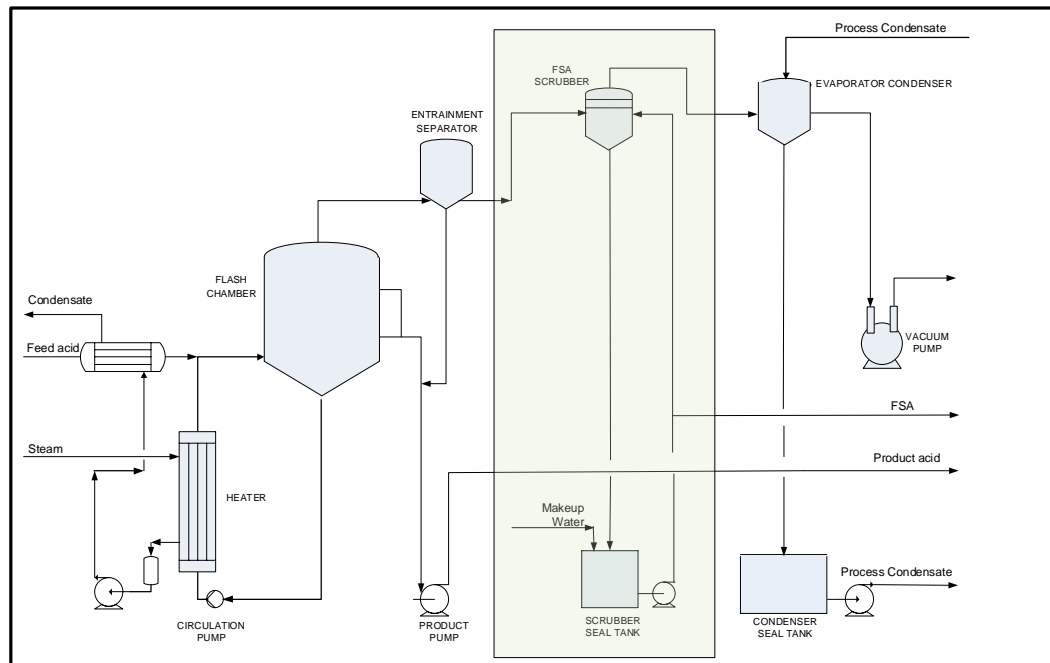 Process Condensate
FSA
SCRUBBER
EVAPORATOR CONDENSER
ENTRAINMENT
SEPARATOR
FLASH
CHAMBER
Condensate
Feed acid
VACUUM
PUMP
FSA
Steam
Product acid
HEATER
Makeup
Water
Process Condensate
CIRCULATION
PUMP
PRODUCT
PUMP
SCRUBBER
SEAL TANK
CONDENSER
SEAL TANK